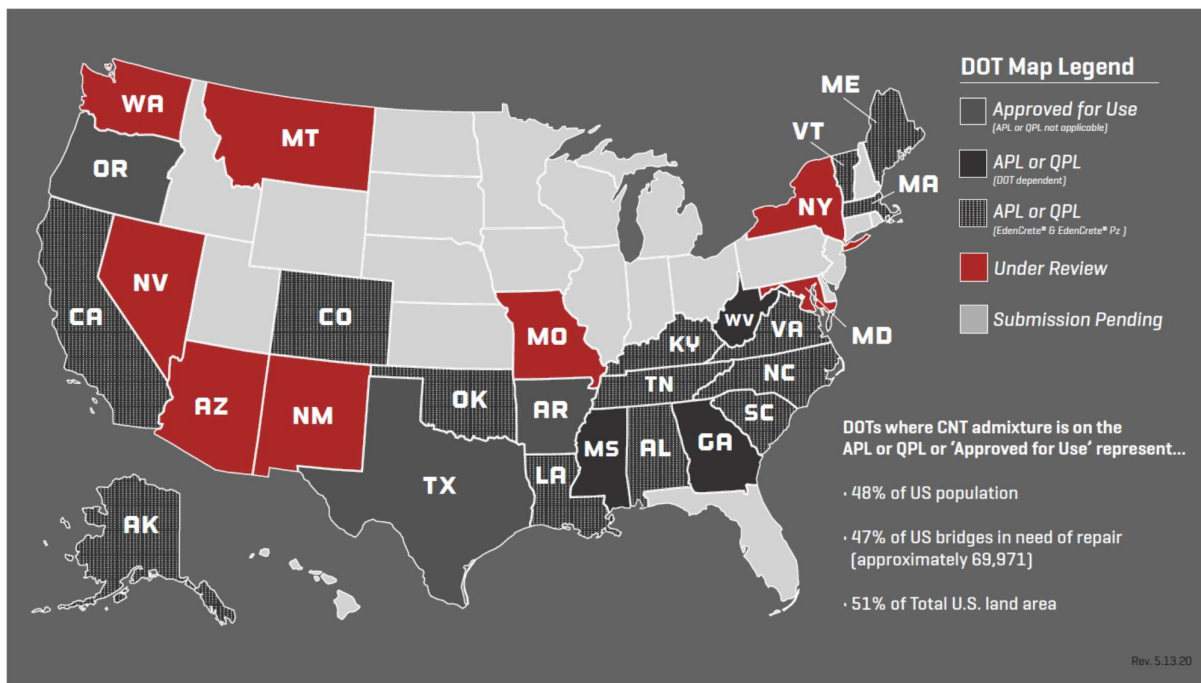 DOT Map Legend
Approved for Use
(APL or QPL not applicable)
APL or QPL
(DOT dependent)
APL or QPL
(EdenCrete® & EdenCrete® Pz )
Under Review
Submission Pending
WA
MT
OR
ME
VT
MA
NY
NV
CA
CO
MO
KY
WV
VA
MD
AZ
NM
OK
AR
TN
NC
SC
TX
LA
MS
AL
GA
AK
DOTs where CNT admixture is on the
APL or QPL or 'Approved for Use' represent...
· 48% of US population
· 47% of US bridges in need of repair
(approximately 69,971)
· 51% of Total U.S. land area
Rev. 5.13.20